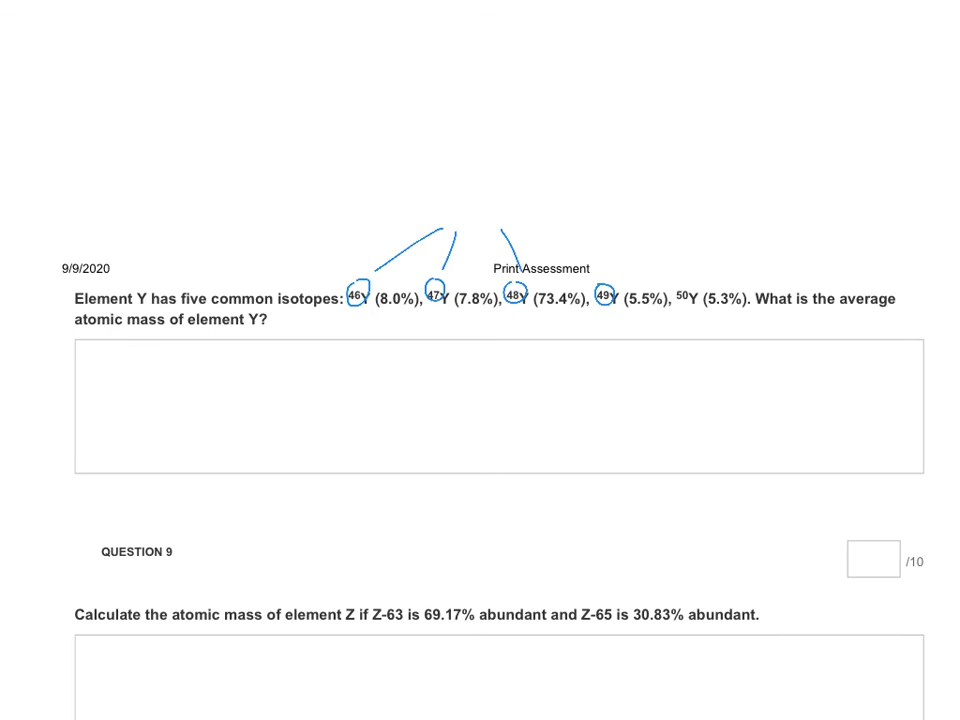 9/9/2020 Print Assessment
Element Y has five common isotopes: ⁴⁶Y (8.0%), ⁴⁷Y (7.8%), ⁴⁸Y (73.4%), ⁴⁹Y (5.5%), ⁵⁰Y (5.3%). What is the average
atomic mass of element Y?
QUESTION 9
/10
Calculate the atomic mass of element Z if Z-63 is 69.17% abundant and Z-65 is 30.83% abundant.